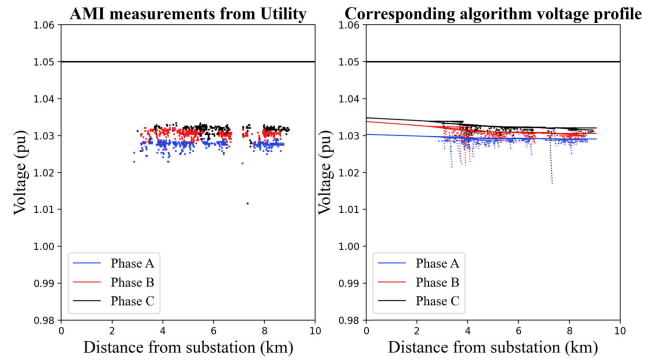 AMI measurements from Utility
Voltage (pu)
1.06
1.05
1.04
1.03
1.02
1.01
1.00
0.99
0.98
Phase A
Phase B
Phase C
0 2 4 6 8 10
Distance from substation (km)
Corresponding algorithm voltage profile
Voltage (pu)
1.06
1.05
1.04
1.03
1.02
1.01
1.00
0.99
0.98
Phase A
Phase B
Phase C
0 2 4 6 8 10
Distance from substation (km)